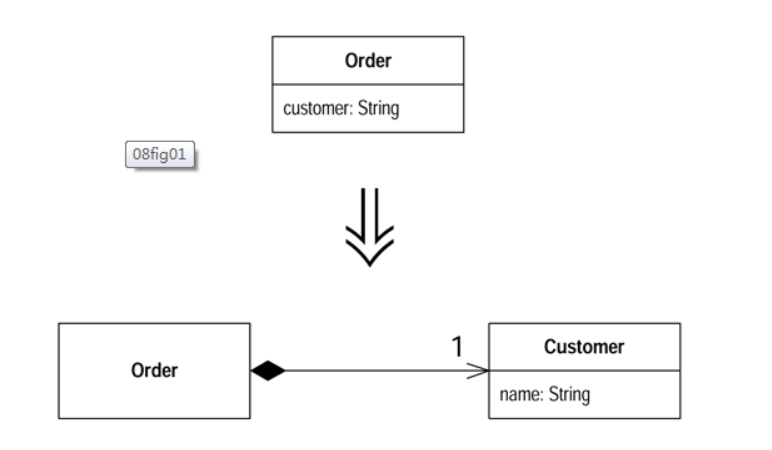 Order
customer: String
08fig01
1
Customer
Order
name: String